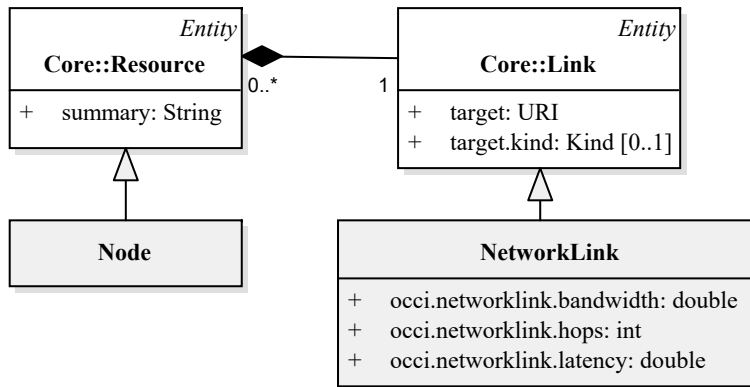 Entity
Core::Resource
+ summary: String
0..*
1
Entity
Core::Link
+ target: URI
+ target.kind: Kind [0..1]
Node
NetworkLink
+ occi.networklink.bandwidth: double
+ occi.networklink.hops: int
+ occi.networklink.latency: double